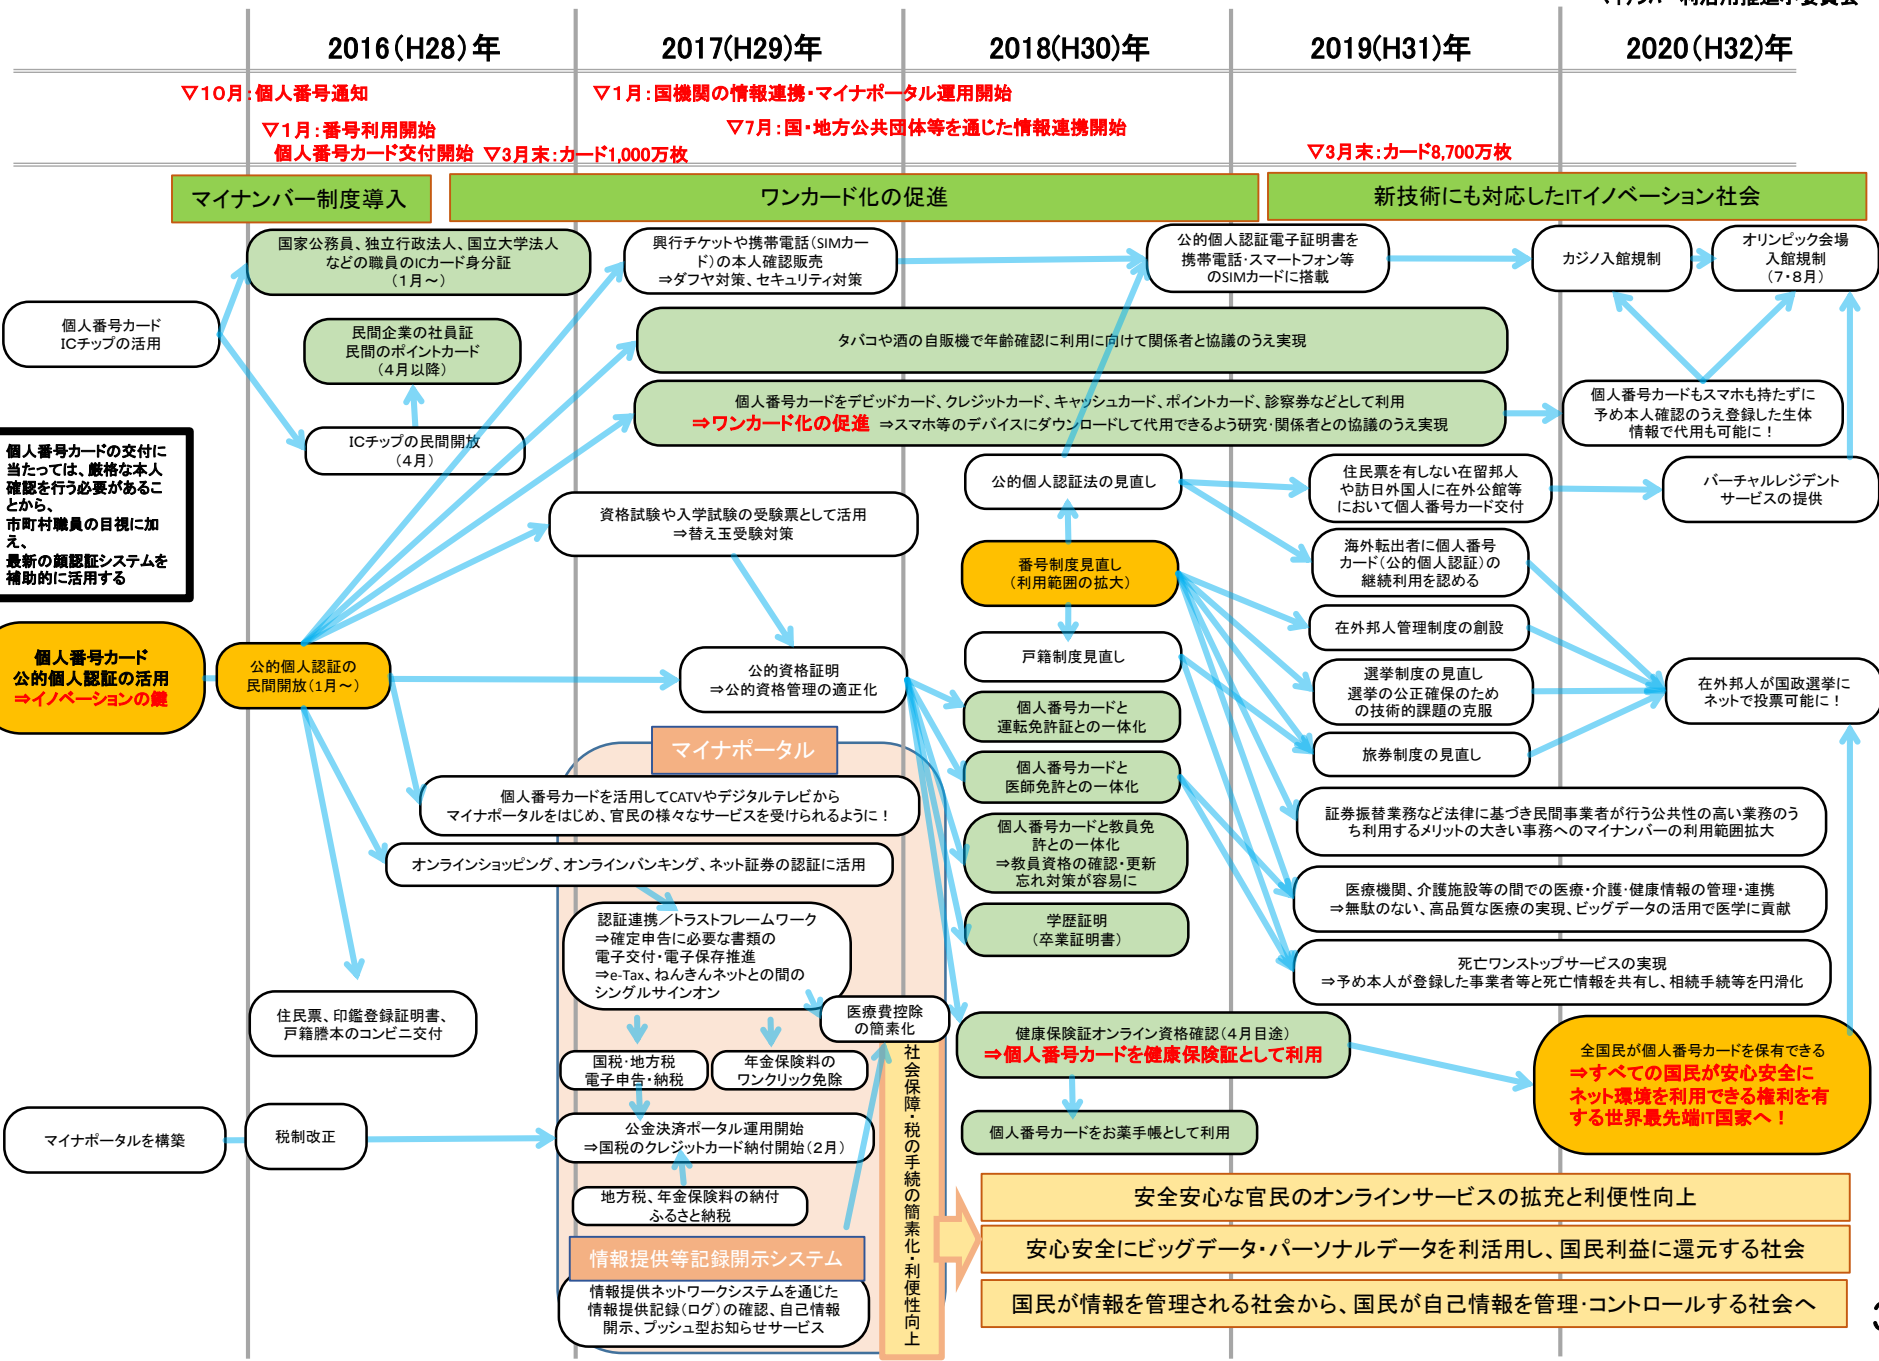 2016(H28)年
2017(H29)年
2018(H30)年
2019(H31)年
2020(H32)年
▽10月:個人番号通知
▽1月:国機関の情報連携・マイナポータル運用開始
▽1月:番号利用開始
個人番号カード交付開始
▽7月:国・地方公共団体等を通じた情報連携開始
▽3月末:カード1,000万枚
▽3月末:カード8,700万枚
マイナンバー制度導入
ワンカード化の促進
新技術にも対応したITイノベーション社会
国家公務員、独立行政法人、国立大学法人
などの職員のICカード身分証
(1月〜)
興行チケットや携帯電話(SIMカー
ド)の本人確認販売
⇒ダフヤ対策、セキュリティ対策
公的個人認証電子証明書を
携帯電話・スマートフォン等
のSIMカードに搭載
カジノ入館規制
オリンピック会場
入館規制
(7・8月)
個人番号カード
ICチップの活用
民間企業の社員証
民間のポイントカード
(4月以降)
タバコや酒の自販機で年齢確認に利用に向けて関係者と協議のうえ実現
個人番号カードをデビッドカード、クレジットカード、キャッシュカード、ポイントカード、診察券などとして利用
⇒ワンカード化の促進 ⇒スマホ等のデバイスにダウンロードして代用できるよう研究・関係者との協議のうえ実現
個人番号カードもスマホも持たずに
予め本人確認のうえ登録した生体
情報で代用も可能に!
ICチップの民間開放
(4月)
個人番号カードの交付に
当たっては、厳格な本人
確認を行う必要があるこ
とから、
市町村職員の目視に加
え、
最新の顔認証システムを
補助的に活用する
公的個人認証法の見直し
住民票を有しない在留邦人
や訪日外国人に在外公館等
において個人番号カード交付
バーチャルレジデント
サービスの提供
資格試験や入学試験の受験票として活用
⇒替え玉受験対策
番号制度見直し
(利用範囲の拡大)
海外転出者に個人番号
カード(公的個人認証)の
継続利用を認める
在外邦人管理制度の創設
個人番号カード
公的個人認証の活用
⇒イノベーションの鍵
公的個人認証の
民間開放(1月〜)
公的資格証明
⇒公的資格管理の適正化
戸籍制度見直し
選挙制度の見直し
選挙の公正確保のため
の技術的課題の克服
在外邦人が国政選挙に
ネットで投票可能に!
個人番号カードと
運転免許証との一体化
旅券制度の見直し
マイナポータル
個人番号カードと
医師免許との一体化
個人番号カードを活用してCATVやデジタルテレビから
マイナポータルをはじめ、官民の様々なサービスを受けられるように!
証券振替業務など法律に基づき民間事業者が行う公共性の高い業務のう
ち利用するメリットの大きい事務へのマイナンバーの利用範囲拡大
個人番号カードと教員免
許との一体化
⇒教員資格の確認・更新
忘れ対策が容易に
オンラインショッピング、オンラインバンキング、ネット証券の認証に活用
医療機関、介護施設等の間での医療・介護・健康情報の管理・連携
⇒無駄のない、高品質な医療の実現、ビッグデータの活用で医学に貢献
認証連携/トラストフレームワーク
⇒確定申告に必要な書類の
電子交付・電子保存推進
⇒e-Tax、ねんきんネットとの間の
シングルサインオン
学歴証明
(卒業証明書)
死亡ワンストップサービスの実現
⇒予め本人が登録した事業者等と死亡情報を共有し、相続手続等を円滑化
住民票、印鑑登録証明書、
戸籍謄本のコンビニ交付
医療費控除
の簡素化
健康保険証オンライン資格確認(4月目途)
⇒個人番号カードを健康保険証として利用
全国民が個人番号カードを保有できる
⇒すべての国民が安心安全に
ネット環境を利用できる権利を有
する世界最先端IT国家へ!
国税・地方税
電子申告・納税
年金保険料の
ワンクリック免除
社会保障・税の手続の簡素化・利便性向上
マイナポータルを構築
税制改正
公金決済ポータル運用開始
⇒国税のクレジットカード納付開始(2月)
個人番号カードをお薬手帳として利用
地方税、年金保険料の納付
ふるさと納税
安全安心な官民のオンラインサービスの拡充と利便性向上
安心安全にビッグデータ・パーソナルデータを利活用し、国民利益に還元する社会
国民が情報を管理される社会から、国民が自己情報を管理・コントロールする社会へ
情報提供等記録開示システム
情報提供ネットワークシステムを通じた
情報提供記録(ログ)の確認、自己情報
開示、プッシュ型お知らせサービス